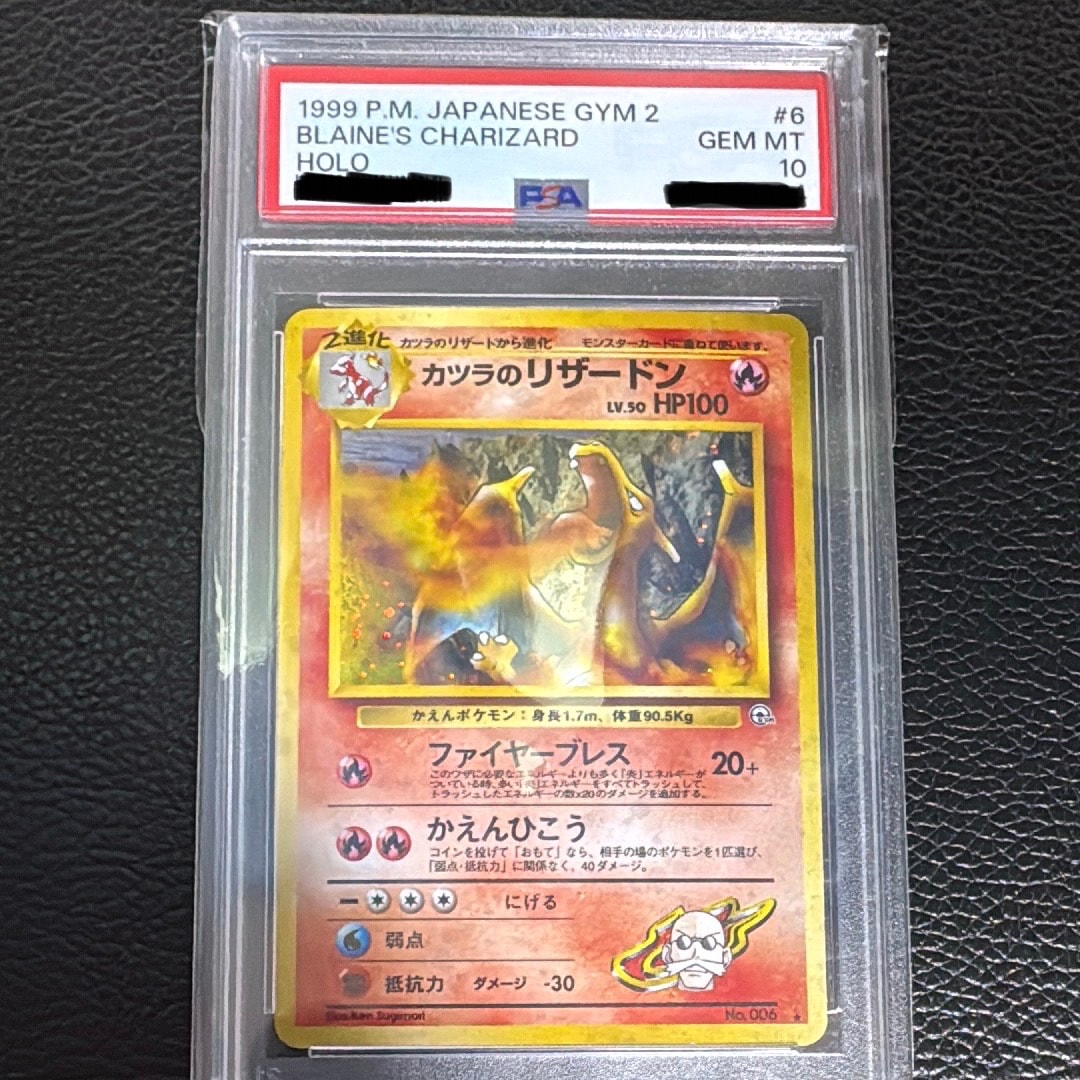 1999 P.M. JAPANESE GYM 2 #6
BLAINE'S CHARIZARD GEM MT
HOLO 10
PSA
2進化 カツラのリザードから進化 モンスターカードに重ねて使います。
カツラのリザードン
LV.50 HP100
かえんポケモン：身長1.7m、体重90.5Kg
ファイヤーブレス 20+
このワザに必要なエネルギーよりも多く「炎」エネルギーが
ついている時、多い「炎」エネルギーをすべてトラッシュして、
トラッシュしたエネルギーの数x20のダメージを追加する。
かえんひこう
コインを投げて「おもて」なら、相手の場のポケモンを1匹選び、
「弱点・抵抗力」に関係なく、40ダメージ。
にげる
弱点
抵抗力 ダメージ -30
Illus. Ken Sugimori No. 006 ★